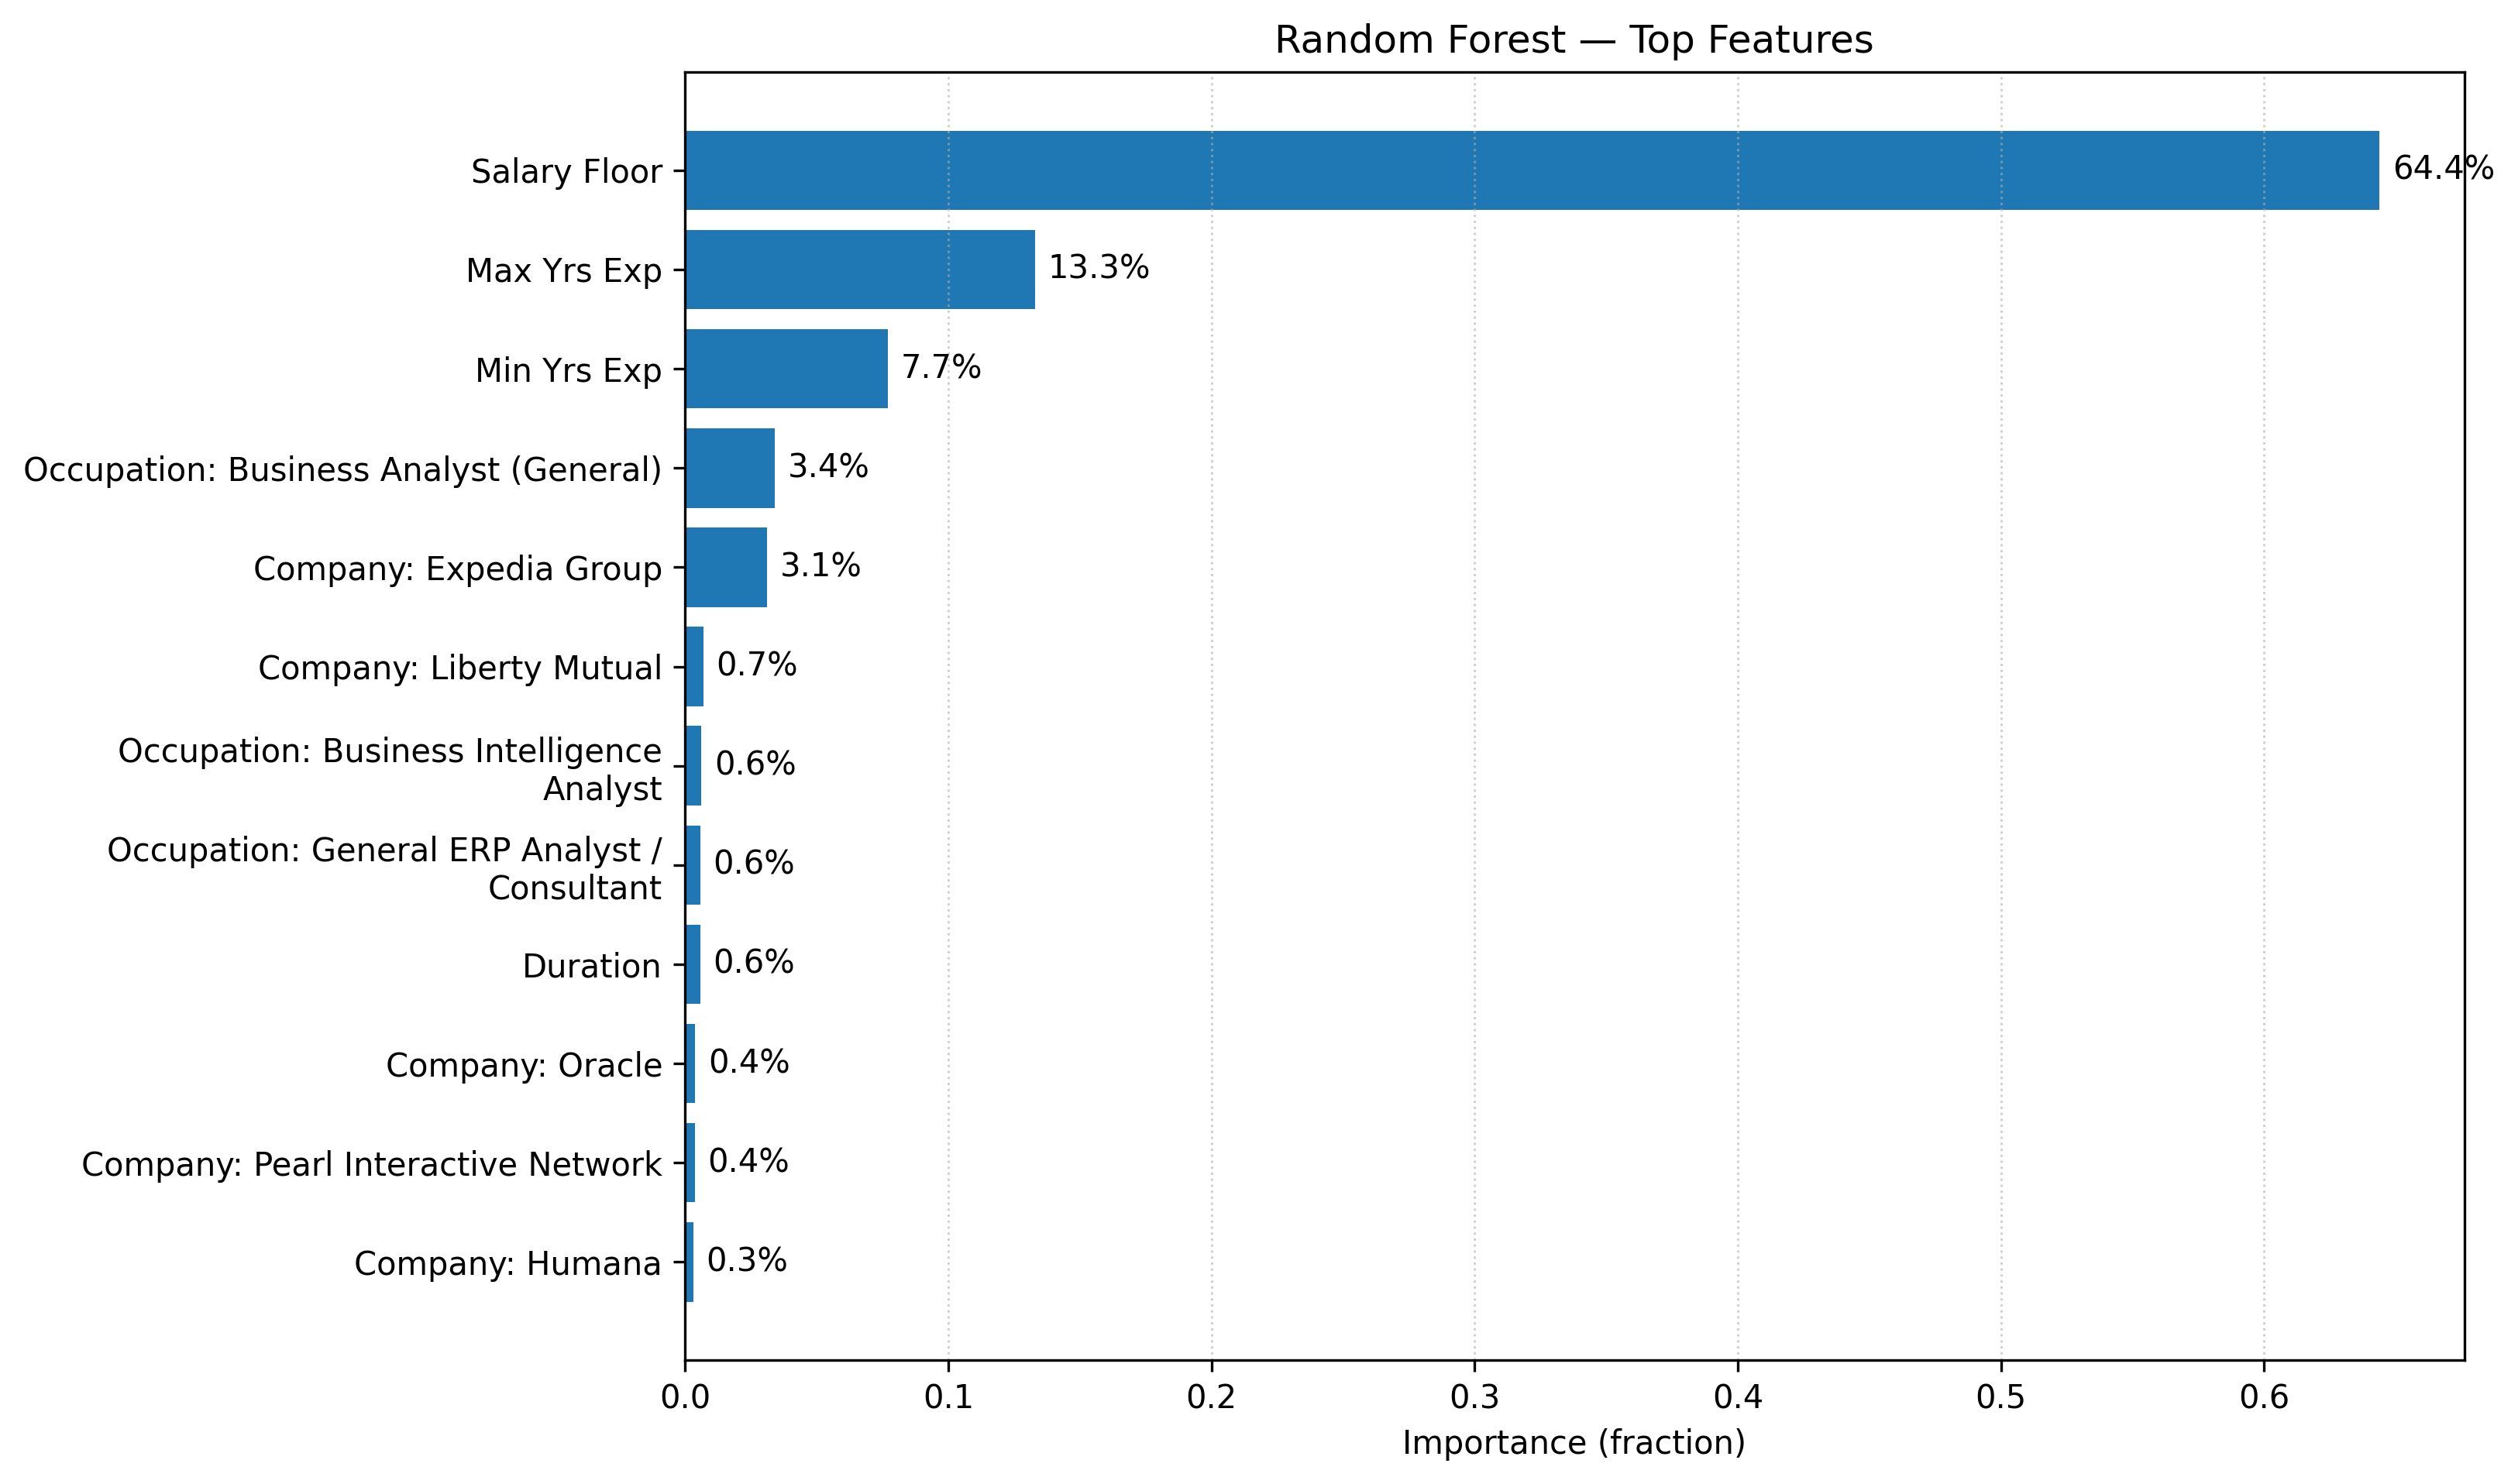 Random Forest — Top Features
Salary Floor
64.4%
Max Yrs Exp
13.3%
Min Yrs Exp
7.7%
Occupation: Business Analyst (General)
3.4%
Company: Expedia Group
3.1%
Company: Liberty Mutual
0.7%
Occupation: Business Intelligence
Analyst
0.6%
Occupation: General ERP Analyst /
Consultant
0.6%
Duration
0.6%
Company: Oracle
0.4%
Company: Pearl Interactive Network
0.4%
Company: Humana
0.3%
0.0 0.1 0.2 0.3 0.4 0.5 0.6
Importance (fraction)